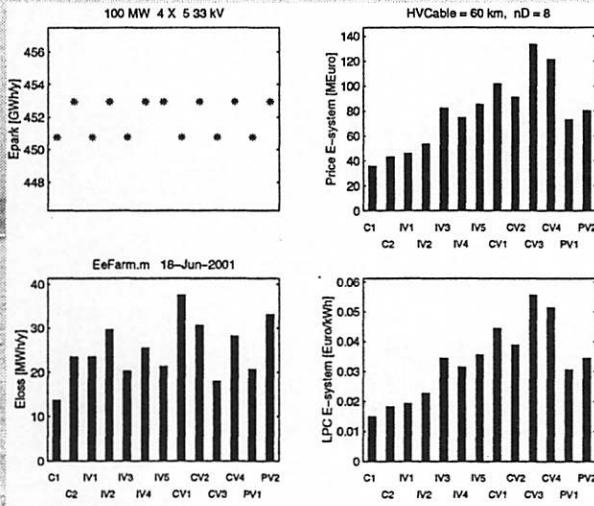 100 MW 4 X 5 33 kV
Epark [GWh/y]
456
454
452
450
448
HVCable = 60 km, nD = 8
Price E-system [MEuro]
140
120
100
80
60
40
20
0
C1 IV1 IV3 IV5 CV2 CV4 PV2
C2 IV2 IV4 CV1 CV3 PV1
EeFarm.m 18-Jun-2001
Eloss [MWh/y]
40
30
20
10
0
C1 IV1 IV3 IV5 CV2 CV4 PV2
C2 IV2 IV4 CV1 CV3 PV1
LPC E-system [Euro/kWh]
0.06
0.05
0.04
0.03
0.02
0.01
0
C1 IV1 IV3 IV5 CV2 CV4 PV2
C2 IV2 IV4 CV1 CV3 PV1